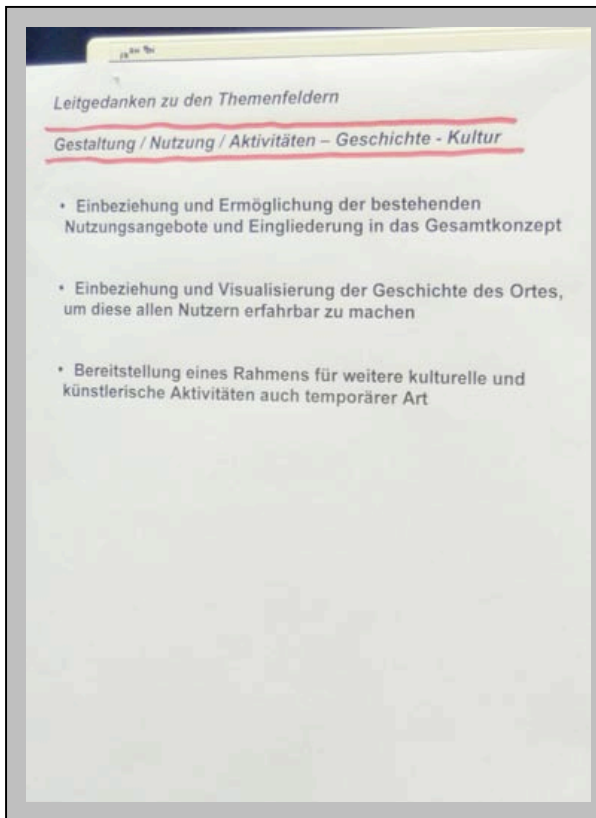 Leitgedanken zu den Themenfeldern
Gestaltung / Nutzung / Aktivitäten – Geschichte - Kultur
• Einbeziehung und Ermöglichung der bestehenden
Nutzungsangebote und Eingliederung in das Gesamtkonzept
• Einbeziehung und Visualisierung der Geschichte des Ortes,
um diese allen Nutzern erfahrbar zu machen
• Bereitstellung eines Rahmens für weitere kulturelle und
künstlerische Aktivitäten auch temporärer Art